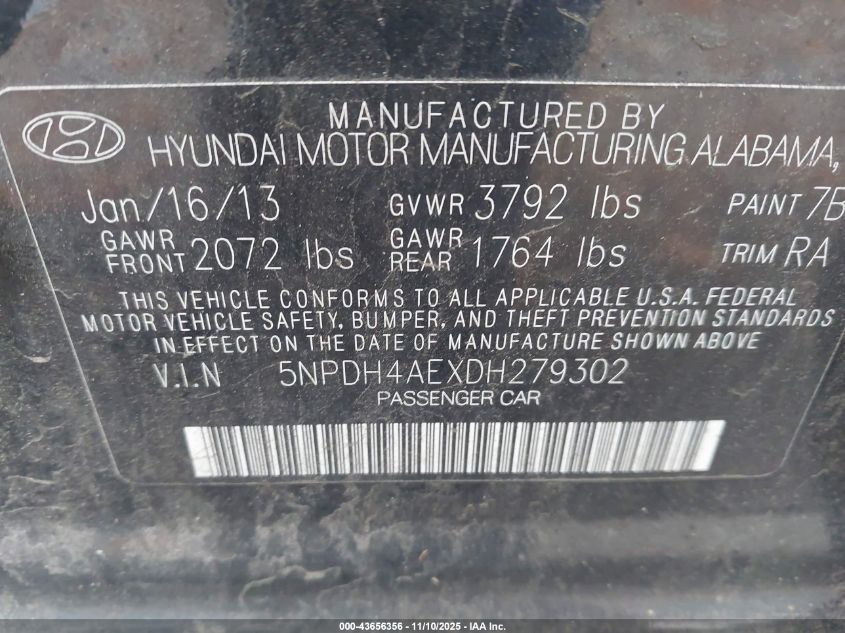 MANUFACTURED BY
HYUNDAI MOTOR MANUFACTURING ALABAMA,
Jan/16/13 GVWR 3792 lbs PAINT 7B
GAWR FRONT 2072 lbs GAWR REAR 1764 lbs TRIM RA
THIS VEHICLE CONFORMS TO ALL APPLICABLE U.S.A. FEDERAL
MOTOR VEHICLE SAFETY, BUMPER, AND THEFT PREVENTION STANDARDS
IN EFFECT ON THE DATE OF MANUFACTURE SHOWN ABOVE
V.I.N 5NPDH4AEXDH279302
PASSENGER CAR
000-43656356 - 11/10/2025 - IAA Inc.